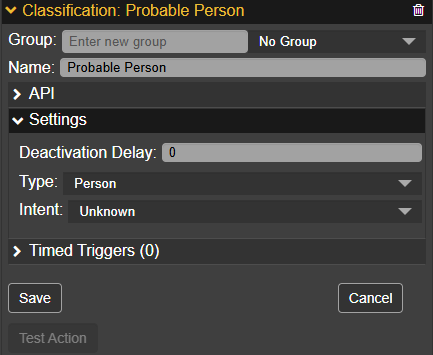 Classification: Probable Person
Group: Enter new group No Group
Name: Probable Person
API
Settings
Deactivation Delay: 0
Type: Person
Intent: Unknown
Timed Triggers (0)
Save Cancel
Test Action